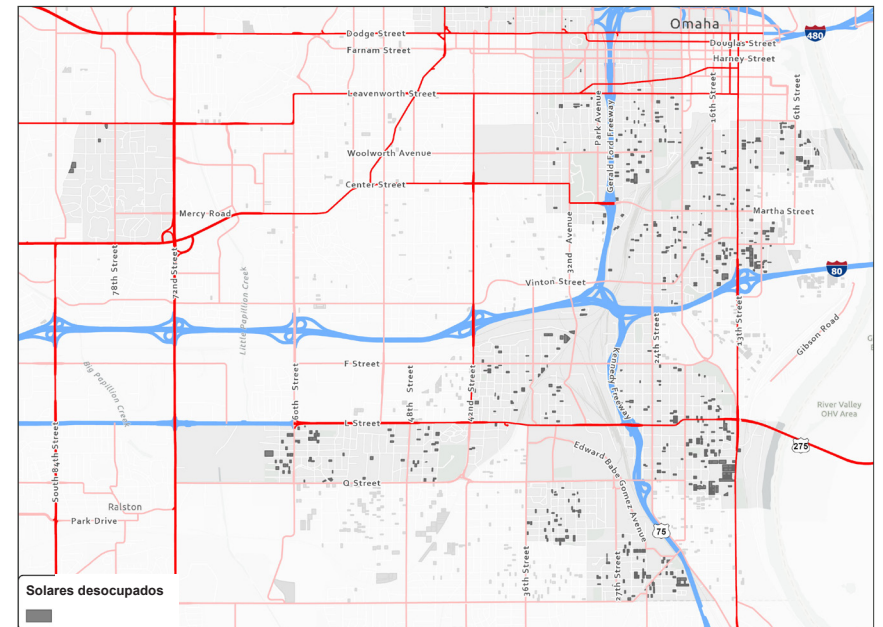 Omaha
480
Dodge Street
Douglas Street
Farnam Street
Harney Street
Leavenworth Street
Park Avenue
Gerald Ford Freeway
16th Street
6th Street
Woolworth Avenue
Center Street
Mercy Road
32nd Avenue
Martha Street
78th Street
72nd Street
Little Papillion Creek
80
Vinton Street
24th Street
13th Street
Gibson Road
Big Papillion Creek
F Street
60th Street
48th Street
42nd Street
Kennedy Freeway
River Valley
OHV Area
L Street
275
South 84th Street
Edward Babe Gomez Avenue
Q Street
Ralston
Park Drive
75
36th Street
27th Street
Solares desocupados